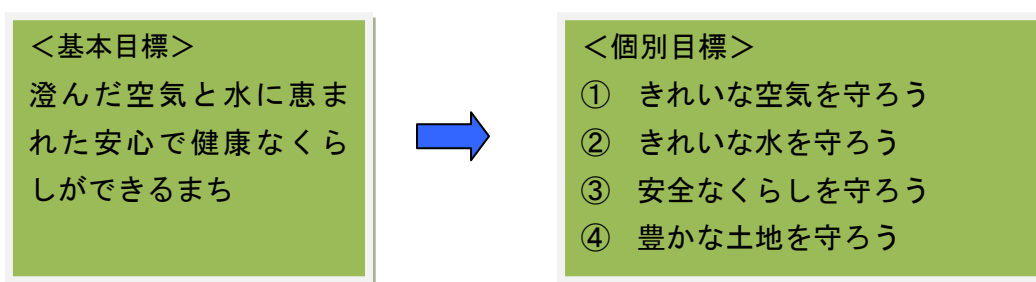 ＜基本目標＞
澄んだ空気と水に恵ま
れた安心で健康なくら
しができるまち
＜個別目標＞
① きれいな空気を守ろう
② きれいな水を守ろう
③ 安全なくらしを守ろう
④ 豊かな土地を守ろう